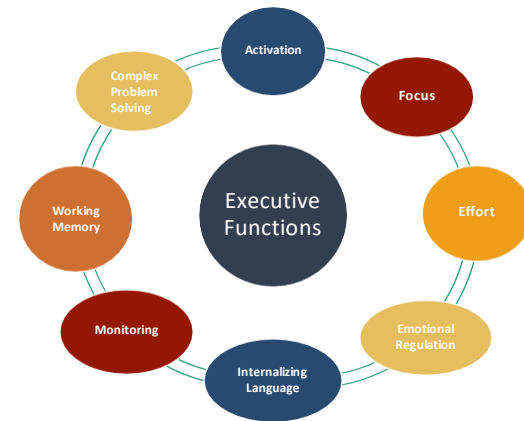 Activation
Focus
Effort
Emotional
Regulation
Internalizing
Language
Monitoring
Working
Memory
Complex
Problem
Solving
Executive
Functions